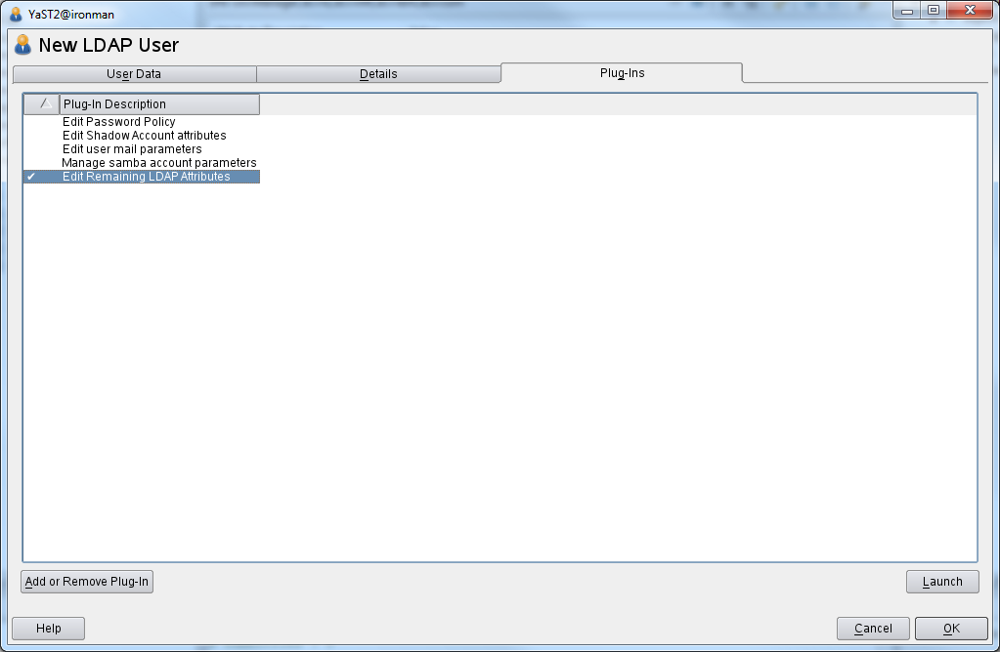 YaST2@ironman
New LDAP User
User Data
Details
Plug-Ins
Plug-In Description
Edit Password Policy
Edit Shadow Account attributes
Edit user mail parameters
Manage samba account parameters
✔ Edit Remaining LDAP Attributes
Add or Remove Plug-In
Launch
Help
Cancel
OK